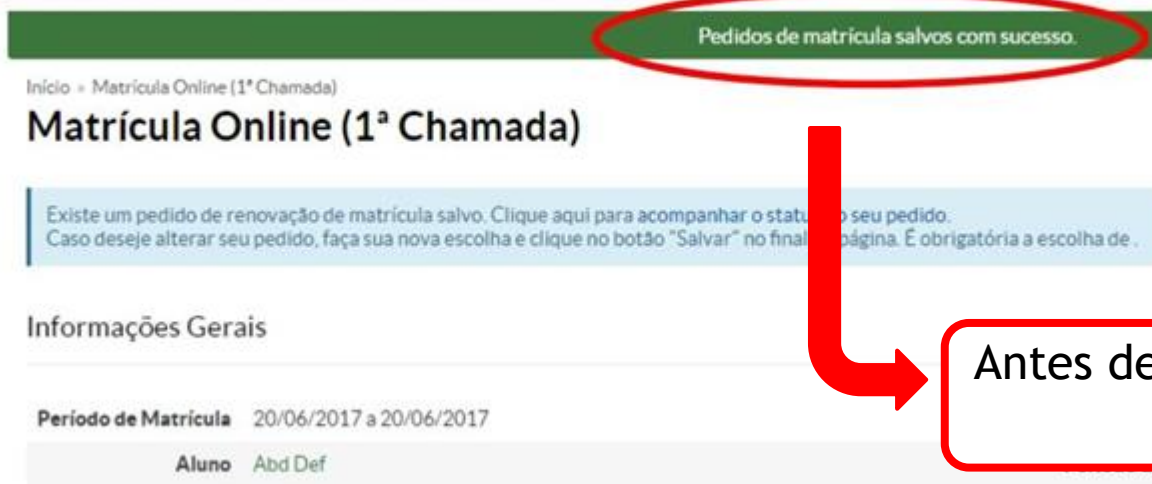 Pedidos de matrícula salvos com sucesso.
Início » Matrícula Online (1ª Chamada)
Matrícula Online (1ª Chamada)
Existe um pedido de renovação de matrícula salvo. Clique aqui para acompanhar o status seu pedido.
Caso deseje alterar seu pedido, faça sua nova escolha e clique no botão "Salvar" no final página. É obrigatória a escolha de .
Informações Gerais
Antes de
Período de Matrícula 20/06/2017 a 20/06/2017
Aluno Abd Def